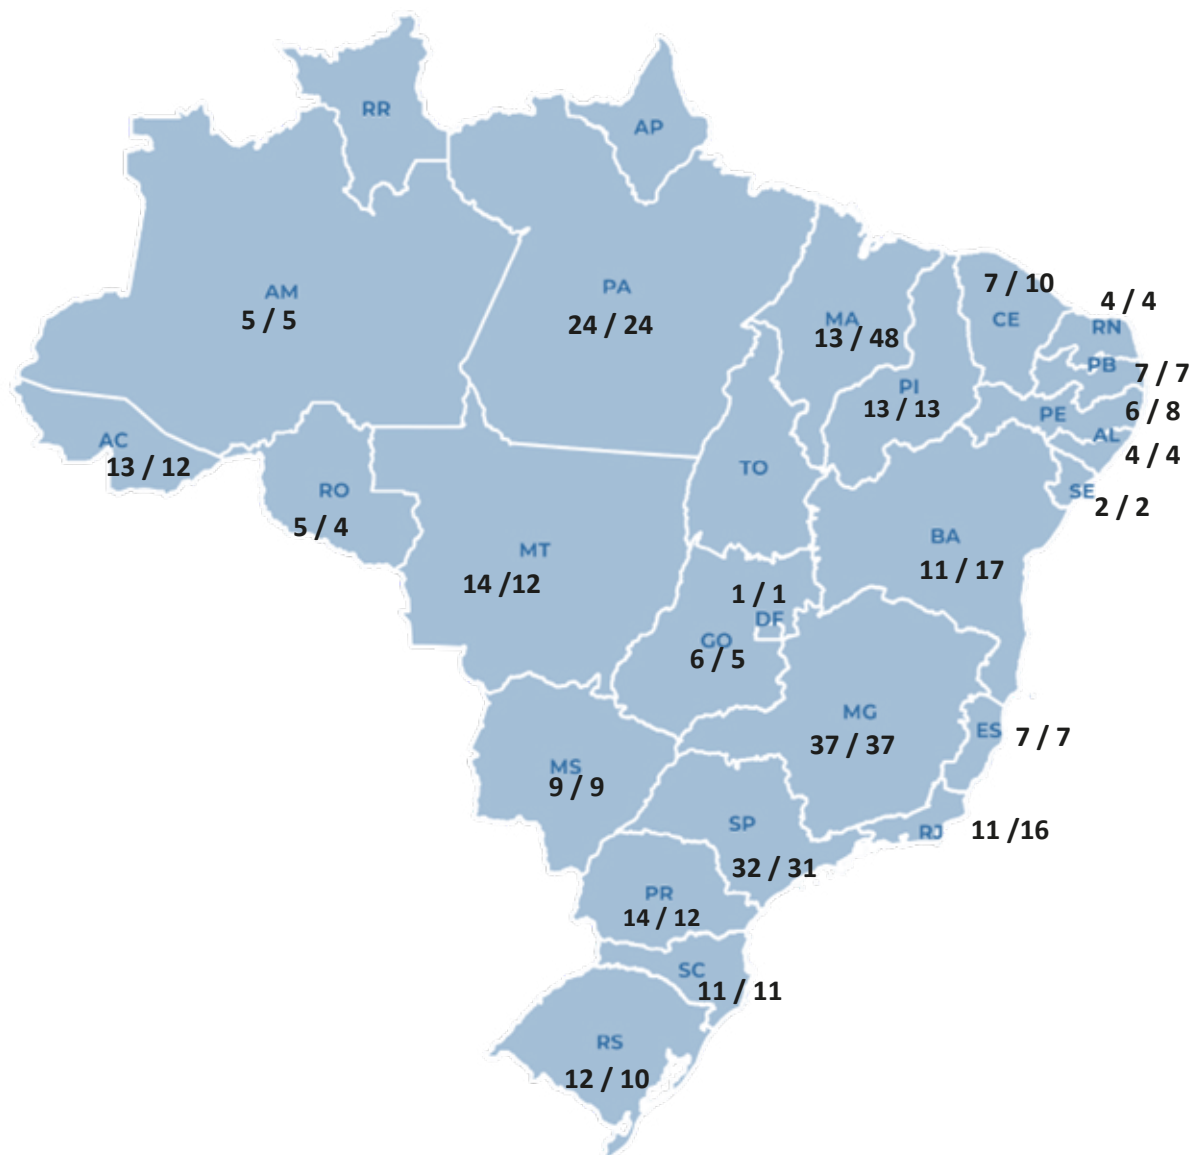 RR
AP
AM
5 / 5
PA
24 / 24
MA
13 / 48
7 / 10
CE
4 / 4
RN
PB
7 / 7
PI
13 / 13
PE
6 / 8
AL
4 / 4
AC
13 / 12
TO
SE
2 / 2
RO
5 / 4
BA
11 / 17
MT
14 /12
1 / 1
DF
GO
6 / 5
MG
37 / 37
ES
7 / 7
MS
9 / 9
SP
32 / 31
RJ
11 /16
PR
14 / 12
SC
11 / 11
RS
12 / 10